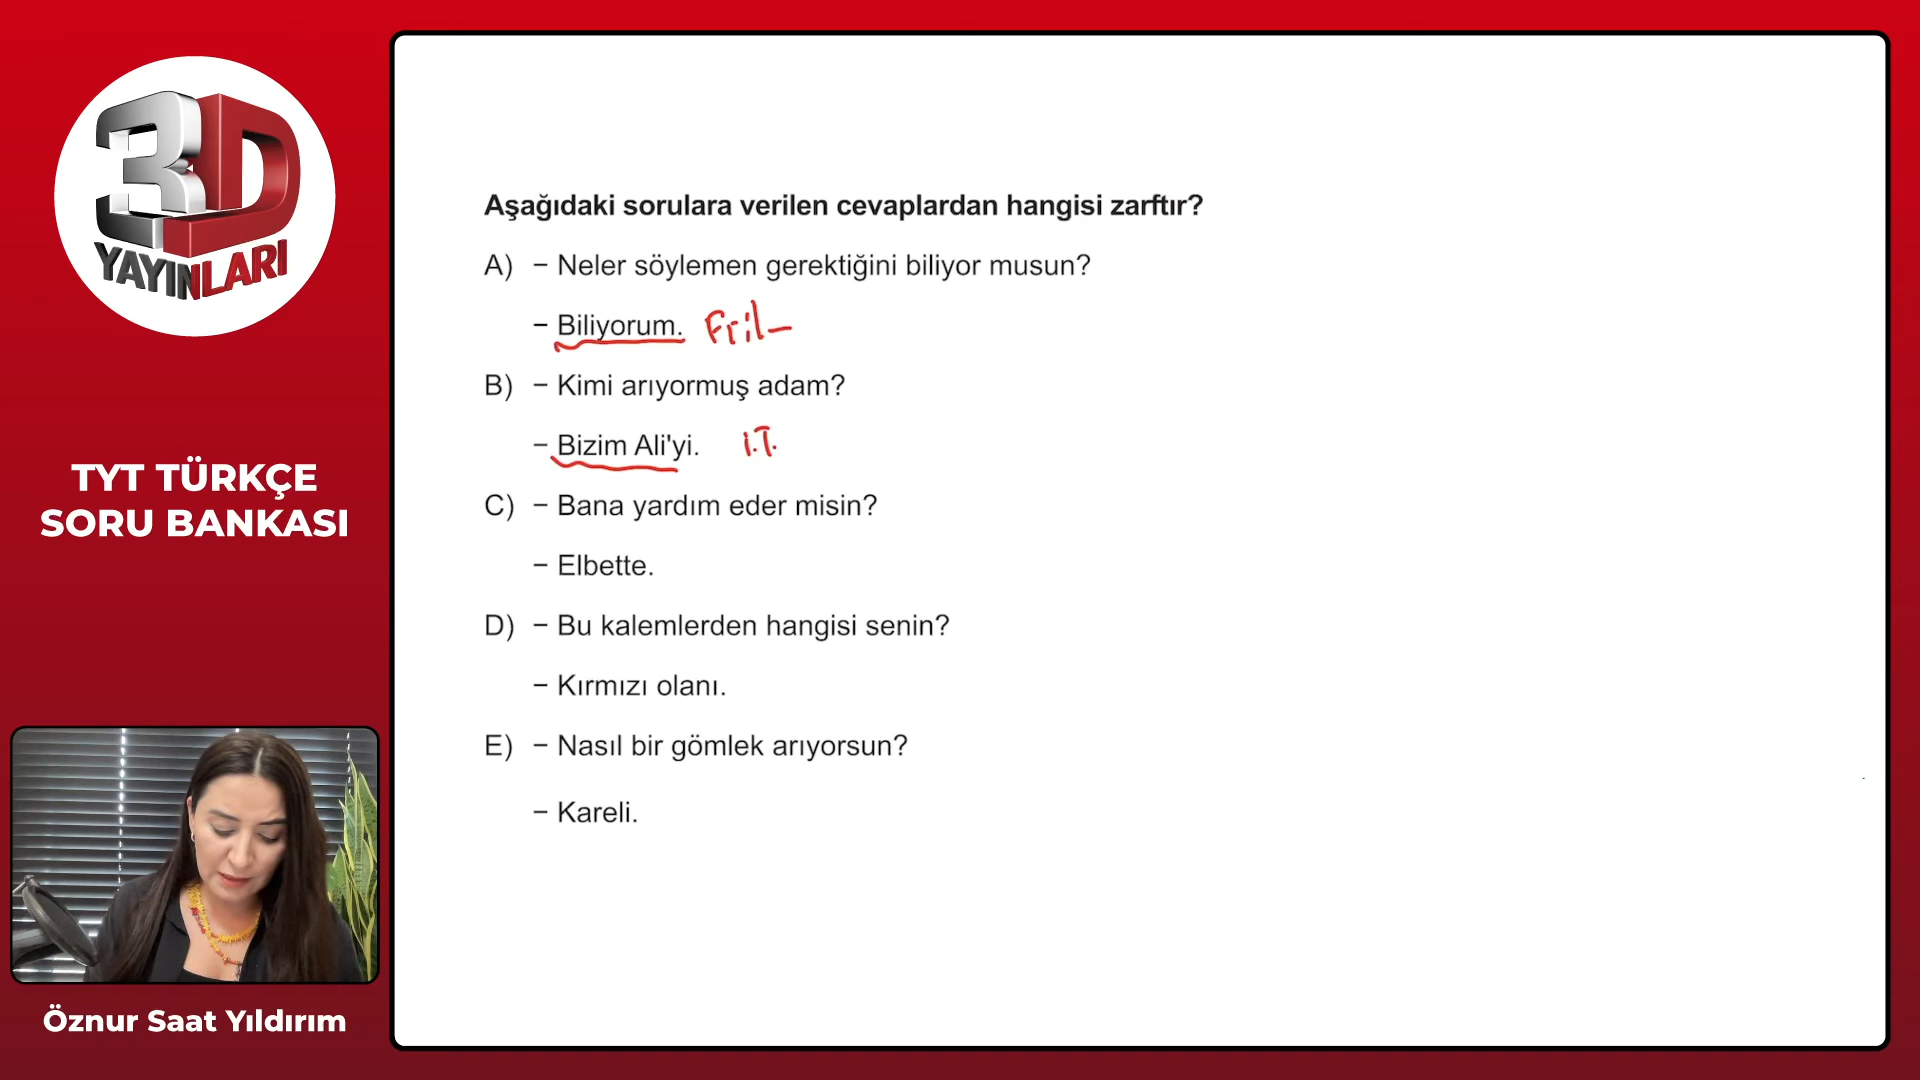 3D
YAYINLARI
TYT TÜRKÇE
SORU BANKASI
Öznur Saat Yıldırım
Aşağıdaki sorulara verilen cevaplardan hangisi zarftır?
A) – Neler söylemen gerektiğini biliyor musun?
– Biliyorum. Fiil
B) – Kimi arıyormuş adam?
– Bizim Ali'yi. İ.T.
C) – Bana yardım eder misin?
– Elbette.
D) – Bu kalemlerden hangisi senin?
– Kırmızı olanı.
E) – Nasıl bir gömlek arıyorsun?
– Kareli.